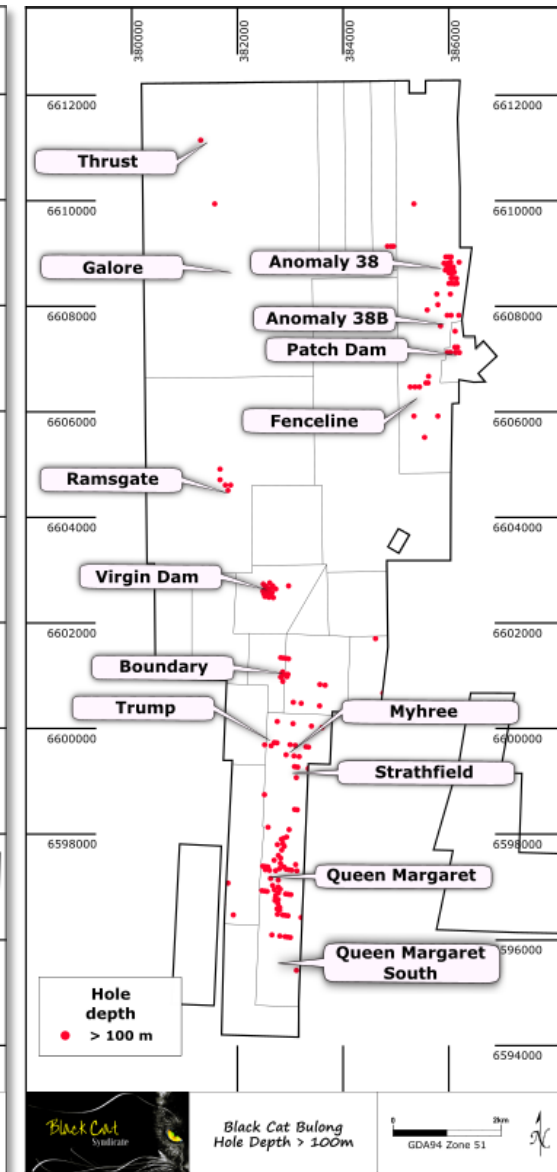 380000
382000
384000
386000
6612000
6612000
Thrust
6610000
6610000
Galore
Anomaly 38
6608000
6608000
Anomaly 38B
Patch Dam
Fenceline
6606000
6606000
Ramsgate
6604000
6604000
Virgin Dam
6602000
6602000
Boundary
Trump
Myhree
6600000
6600000
Strathfield
6598000
6598000
Queen Margaret
6596000
6596000
Queen Margaret
South
Hole
depth
> 100 m
6594000
Black Cat
Syndicate
Black Cat Bulong
Hole Depth > 100m
0
2km
GDA94 Zone 51
N